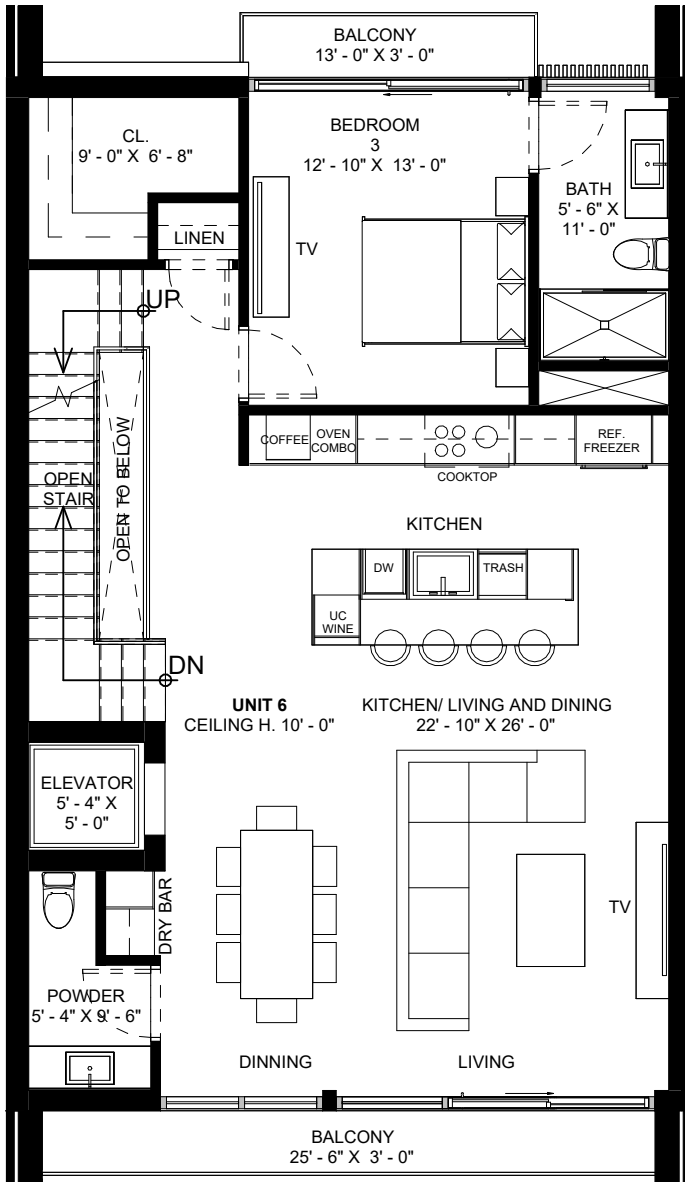 BALCONY
13' - 0" X 3' - 0"
CL.
9' - 0" X 6' - 8"
BEDROOM
3
12' - 10" X 13' - 0"
BATH
5' - 6" X
11' - 0"
LINEN
TV
UP
OPEN TO BELOW
OPEN
STAIR
COFFEE
OVEN
COMBO
COOKTOP
REF.
FREEZER
KITCHEN
DW
TRASH
UC
WINE
DN
UNIT 6
CEILING H. 10' - 0"
KITCHEN/ LIVING AND DINING
22' - 10" X 26' - 0"
ELEVATOR
5' - 4" X
5' - 0"
DRY BAR
TV
POWDER
5' - 4" X 9' - 6"
DINNING
LIVING
BALCONY
25' - 6" X 3' - 0"